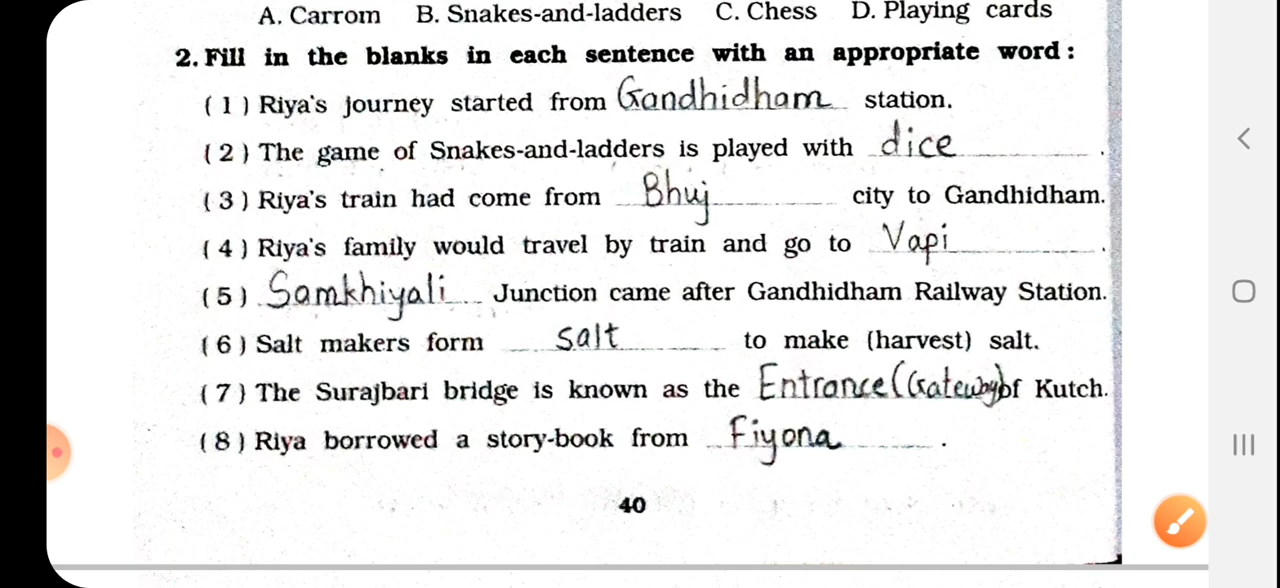 A. Carrom B. Snakes-and-ladders C. Chess D. Playing cards
2. Fill in the blanks in each sentence with an appropriate word :
( 1 ) Riya's journey started from Gandhidham station.
( 2 ) The game of Snakes-and-ladders is played with dice .
( 3 ) Riya's train had come from Bhuj city to Gandhidham.
( 4 ) Riya's family would travel by train and go to Vapi .
( 5 ) Samkhiyali Junction came after Gandhidham Railway Station.
( 6 ) Salt makers form salt to make (harvest) salt.
( 7 ) The Surajbari bridge is known as the Entrance (Gateway) of Kutch.
( 8 ) Riya borrowed a story-book from Fiyona .
40